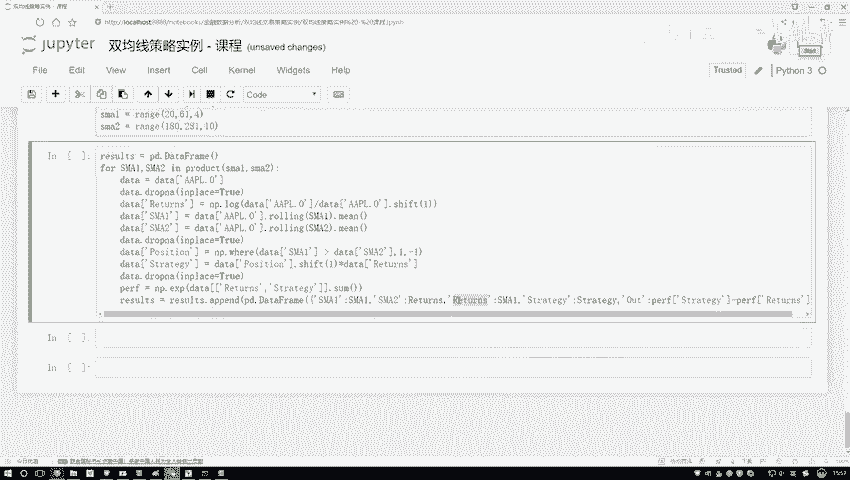 双均线策略实例 - 课程
http://localhost:8888/notebooks/
jupyter 双均线策略实例 - 课程 (unsaved changes)
File Edit View Insert Cell Kernel Widgets Help
Trusted Python 3
Code
sma1 = range(20,61,4)
sma2 = range(180,281,10)
In [ ]:
results = pd.DataFrame()
for SMA1,SMA2 in product(sma1,sma2):
data = data['AAPL.O']
data.dropna(inplace=True)
data['Returns'] = np.log(data['AAPL.O']/data['AAPL.O'].shift(1))
data['SMA1'] = data['AAPL.O'].rolling(SMA1).mean()
data['SMA2'] = data['AAPL.O'].rolling(SMA2).mean()
data.dropna(inplace=True)
data['Position'] = np.where(data['SMA1'] > data['SMA2'],1,-1)
data['Strategy'] = data['Position'].shift(1)*data['Returns']
data.dropna(inplace=True)
perf = np.exp(data[['Returns','Strategy']].sum())
results = results.append(pd.DataFrame({'SMA1':SMA1,'SMA2':Returns,'Returns':SMA1,'Strategy':Strategy,'Out':perf['Strategy']-perf['Returns']
In [ ]:
In [ ]: